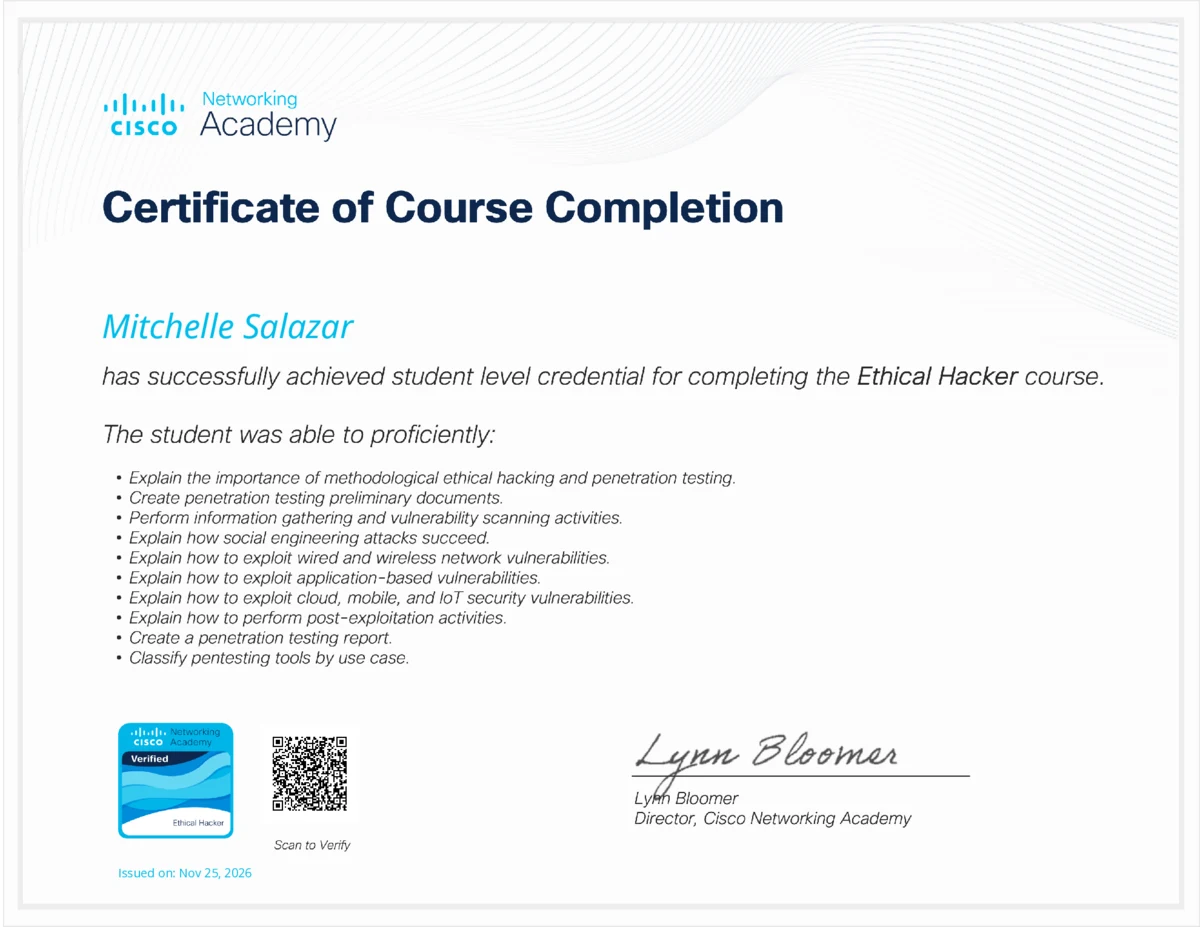 Networking
CISCO Academy
Certificate of Course Completion
Mitchelle Salazar
has successfully achieved student level credential for completing the Ethical Hacker course.
The student was able to proficiently:
• Explain the importance of methodological ethical hacking and penetration testing.
• Create penetration testing preliminary documents.
• Perform information gathering and vulnerability scanning activities.
• Explain how social engineering attacks succeed.
• Explain how to exploit wired and wireless network vulnerabilities.
• Explain how to exploit application-based vulnerabilities.
• Explain how to exploit cloud, mobile, and IoT security vulnerabilities.
• Explain how to perform post-exploitation activities.
• Create a penetration testing report.
• Classify pentesting tools by use case.
Networking
CISCO Academy
Verified
Ethical Hacker
Scan to Verify
Issued on: Nov 25, 2026
Lynn Bloomer
Lynn Bloomer
Director, Cisco Networking Academy